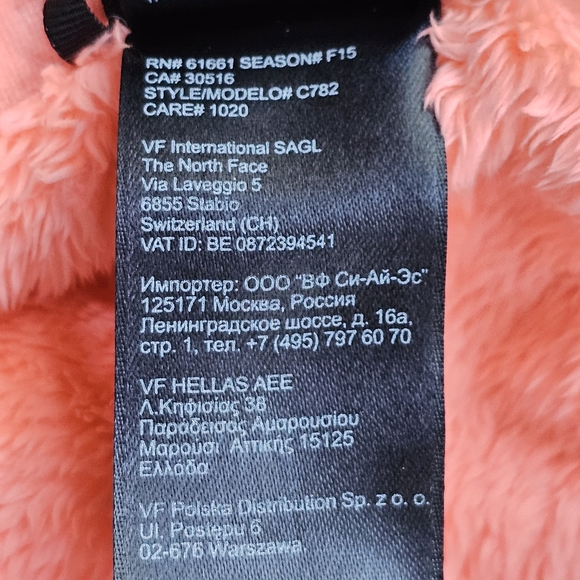 RN# 61661 SEASON# F15
CA# 30516
STYLE/MODELO# C782
CARE# 1020
VF International SAGL
The North Face
Via Laveggio 5
6855 Stabio
Switzerland (CH)
VAT ID: BE 0872394541
Импортер: ООО "ВФ Си-Ай-Эс"
125171 Москва, Россия
Ленинградское шоссе, д. 16а,
стр. 1, тел. +7 (495) 797 60 70
VF HELLAS AEE
Λ.Κηφισίας 38
Παράδεισος Αμαρουσίου
Μαρούσι Αττικής 15125
Ελλάδα
VF Polska Distribution Sp. z o. o.
Ul. Postępu 6
02-676 Warszawa